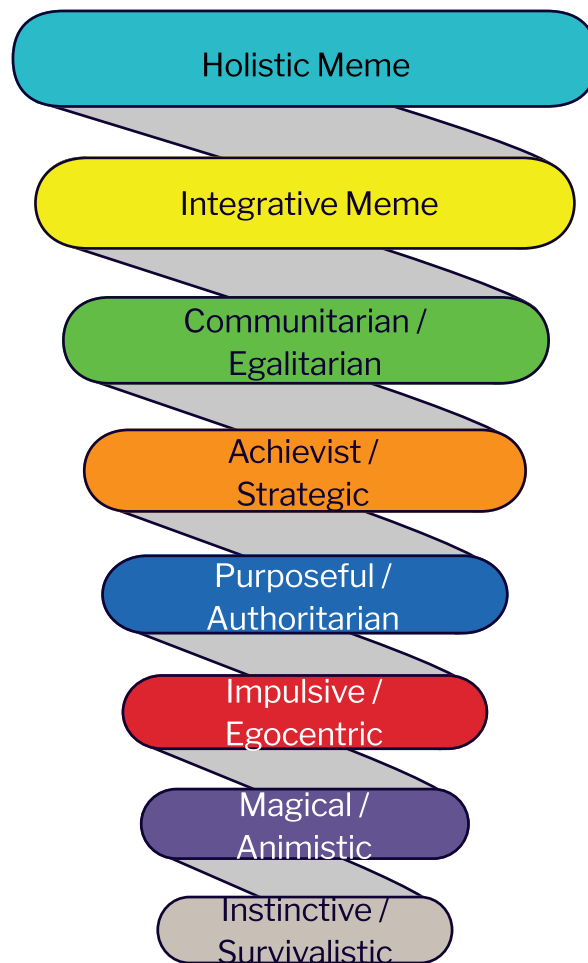 Holistic Meme
Integrative Meme
Communitarian /
Egalitarian
Achievist /
Strategic
Purposeful /
Authoritarian
Impulsive /
Egocentric
Magical /
Animistic
Instinctive /
Survivalistic